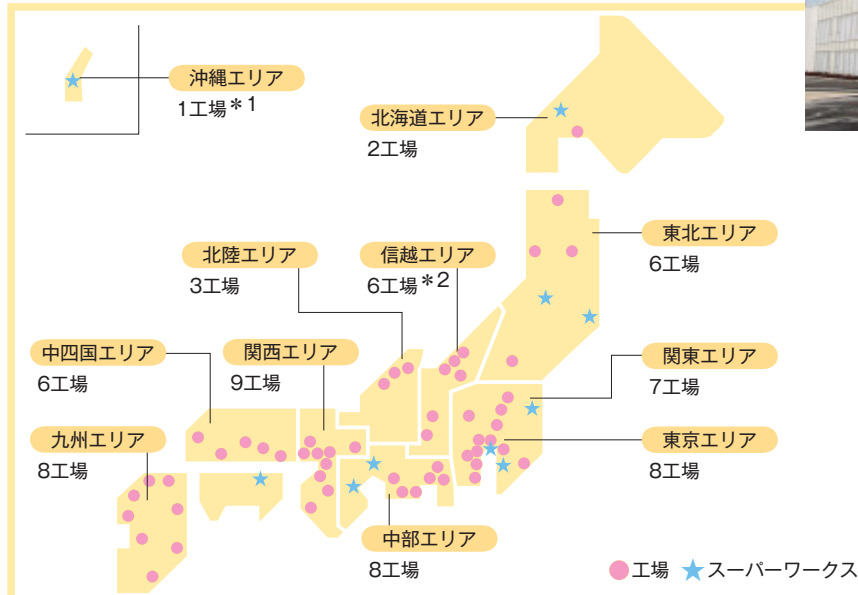 沖縄エリア
1工場*1
北海道エリア
2工場
東北エリア
6工場
北陸エリア
3工場
信越エリア
6工場*2
中四国エリア
6工場
関西エリア
9工場
関東エリア
7工場
九州エリア
8工場
東京エリア
8工場
中部エリア
8工場
工場 スーパーワークス